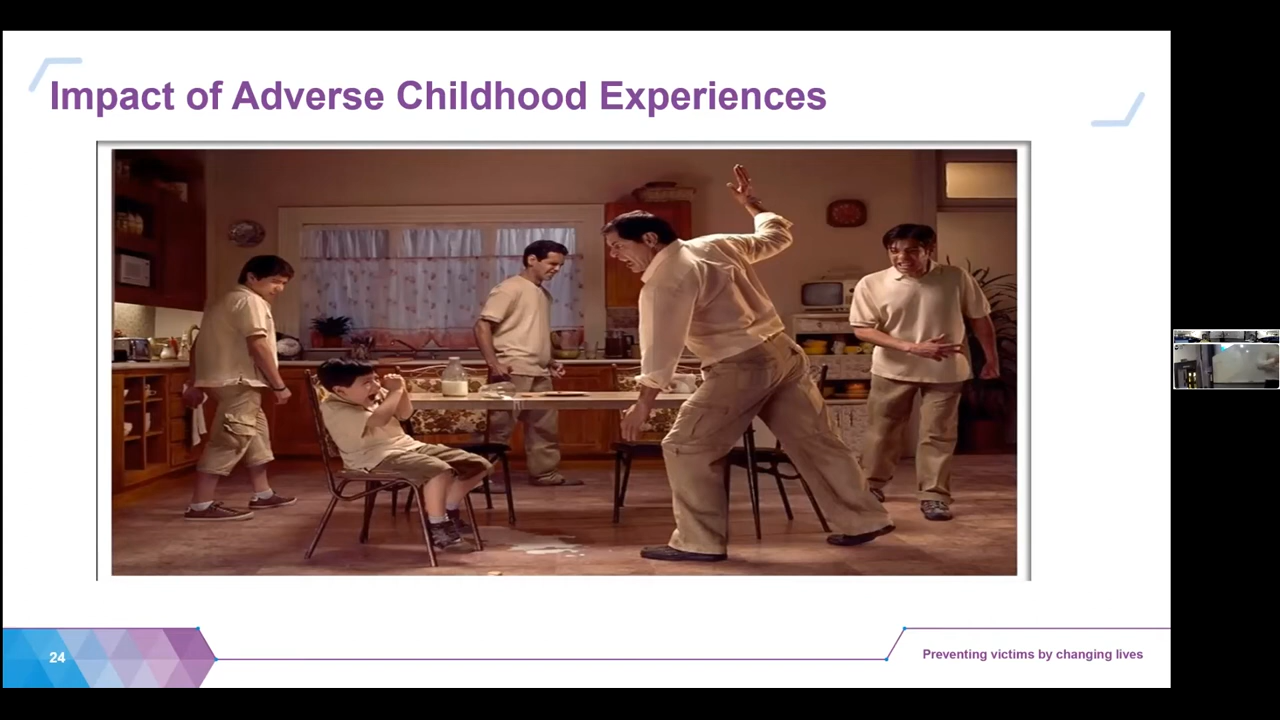 Impact of Adverse Childhood Experiences
24
Preventing victims by changing lives